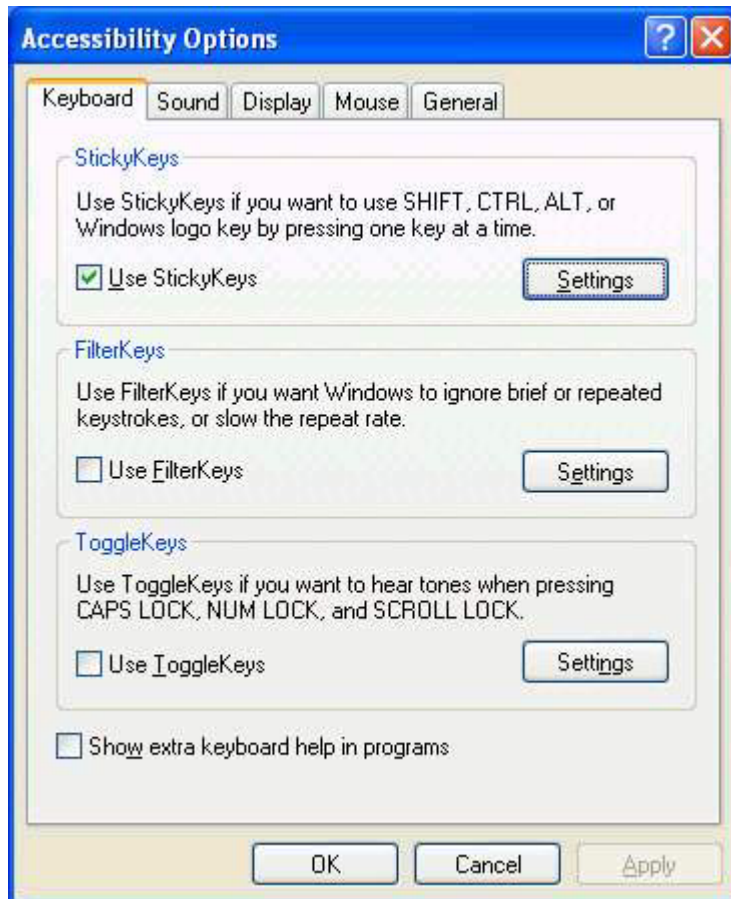 Accessibility Options
Keyboard Sound Display Mouse General
StickyKeys
Use StickyKeys if you want to use SHIFT, CTRL, ALT, or
Windows logo key by pressing one key at a time.
Use StickyKeys Settings
FilterKeys
Use FilterKeys if you want Windows to ignore brief or repeated
keystrokes, or slow the repeat rate.
Use FilterKeys Settings
ToggleKeys
Use ToggleKeys if you want to hear tones when pressing
CAPS LOCK, NUM LOCK, and SCROLL LOCK.
Use ToggleKeys Settings
Show extra keyboard help in programs
OK Cancel Apply